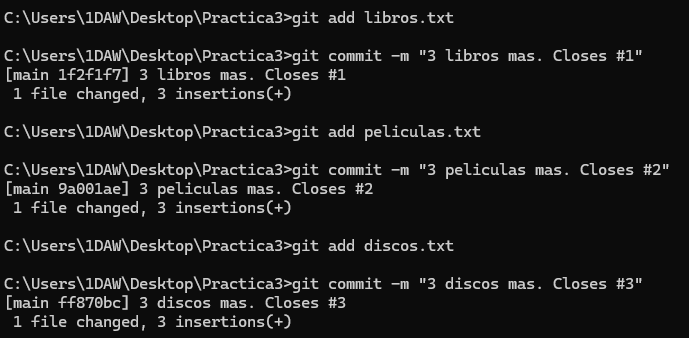 C:\Users\1DAW\Desktop\Practica3>git add libros.txt
C:\Users\1DAW\Desktop\Practica3>git commit -m "3 libros mas. Closes #1"
[main 1f2f1f7] 3 libros mas. Closes #1
 1 file changed, 3 insertions(+)
C:\Users\1DAW\Desktop\Practica3>git add peliculas.txt
C:\Users\1DAW\Desktop\Practica3>git commit -m "3 peliculas mas. Closes #2"
[main 9a001ae] 3 peliculas mas. Closes #2
 1 file changed, 3 insertions(+)
C:\Users\1DAW\Desktop\Practica3>git add discos.txt
C:\Users\1DAW\Desktop\Practica3>git commit -m "3 discos mas. Closes #3"
[main ff870bc] 3 discos mas. Closes #3
 1 file changed, 3 insertions(+)